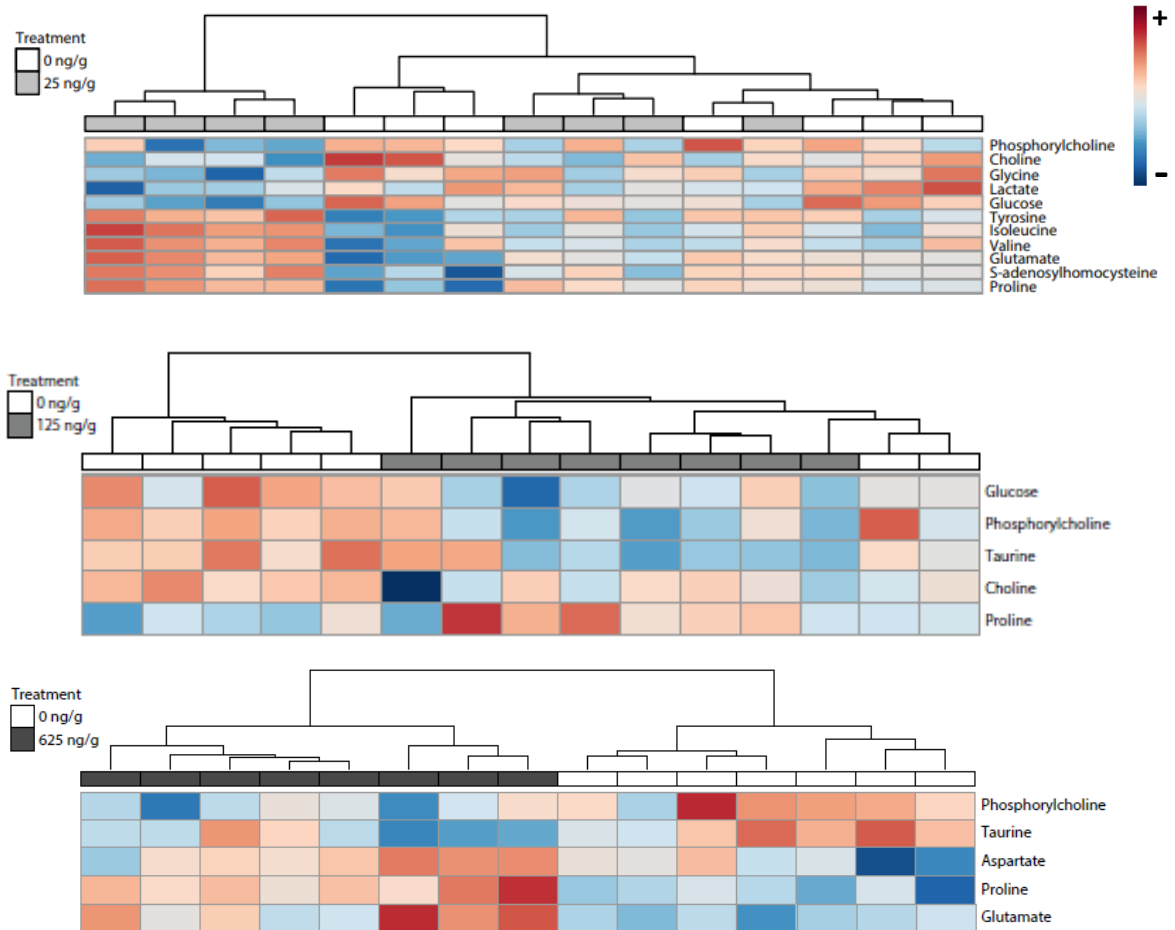 +
Treatment
0 ng/g
25 ng/g
Phosphorylcholine
Choline
Glycine
Lactate
Glucose
Tyrosine
Isoleucine
Valine
Glutamate
S-adenosylhomocysteine
Proline
-
Treatment
0 ng/g
125 ng/g
Glucose
Phosphorylcholine
Taurine
Choline
Proline
Treatment
0 ng/g
625 ng/g
Phosphorylcholine
Taurine
Aspartate
Proline
Glutamate